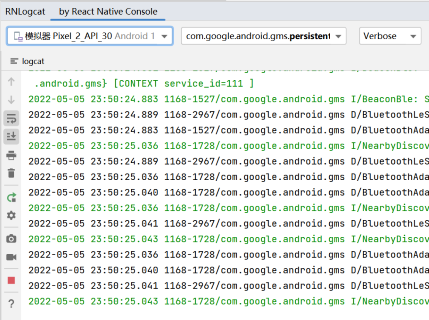 RNLogcat by React Native Console
模拟器 Pixel_2_API_30 Android 1 com.google.android.gms.persistent Verbose
logcat
.android.gms} [CONTEXT service_id=111 ]
2022-05-05 23:50:24.883 1168-1527/com.google.android.gms I/BeaconBle: S
2022-05-05 23:50:24.889 1168-2967/com.google.android.gms D/BluetoothLeS
2022-05-05 23:50:24.883 1168-1527/com.google.android.gms D/BluetoothAda
2022-05-05 23:50:25.036 1168-1728/com.google.android.gms I/NearbyDiscov
2022-05-05 23:50:24.889 1168-2967/com.google.android.gms D/BluetoothLeS
2022-05-05 23:50:25.036 1168-1728/com.google.android.gms D/BluetoothAda
2022-05-05 23:50:25.040 1168-1728/com.google.android.gms D/BluetoothAda
2022-05-05 23:50:25.036 1168-1728/com.google.android.gms I/NearbyDiscov
2022-05-05 23:50:25.041 1168-2967/com.google.android.gms D/BluetoothLeS
2022-05-05 23:50:25.043 1168-1728/com.google.android.gms I/NearbyDiscov
2022-05-05 23:50:25.036 1168-1728/com.google.android.gms D/BluetoothAda
2022-05-05 23:50:25.040 1168-1728/com.google.android.gms D/BluetoothAda
2022-05-05 23:50:25.041 1168-2967/com.google.android.gms D/BluetoothLeS
2022-05-05 23:50:25.043 1168-1728/com.google.android.gms I/NearbyDiscov